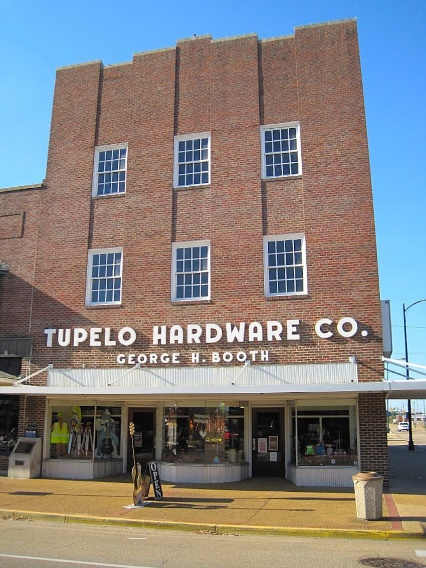 TUPELO HARDWARE CO.
GEORGE H. BOOTH
OPEN